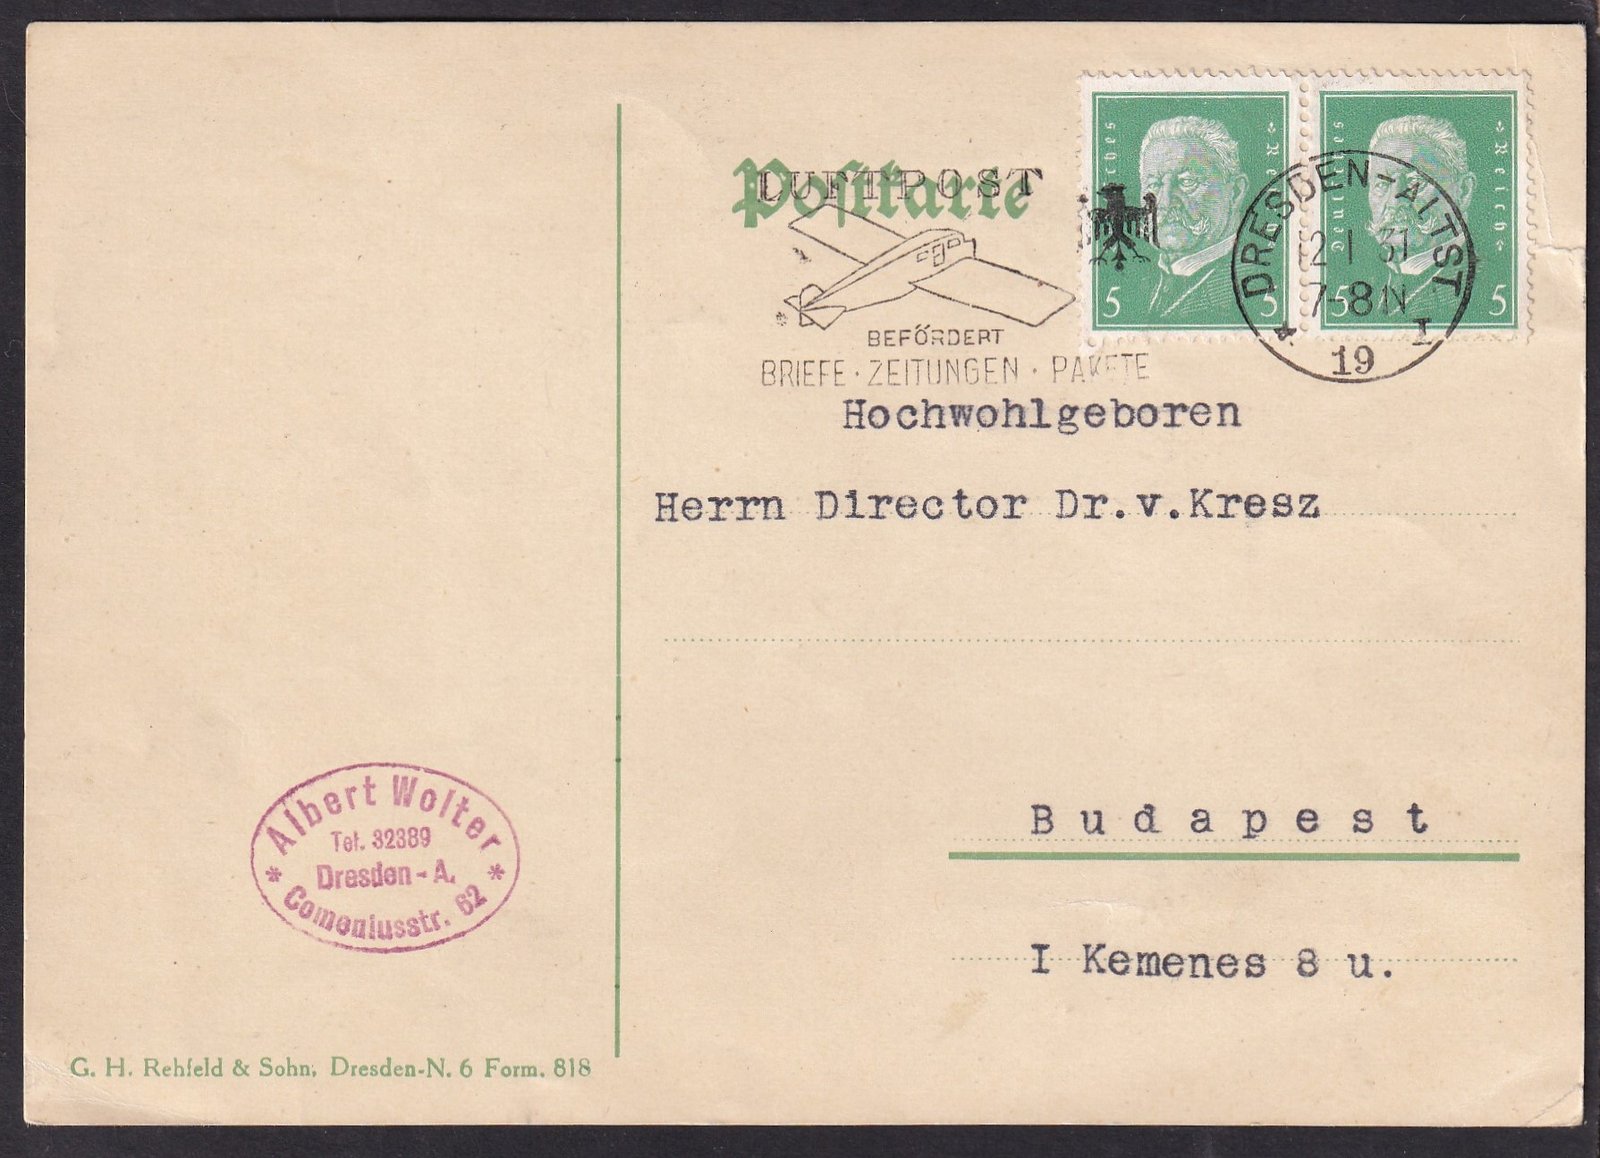 Postkarte
LUFTPOST
BEFÖRDERT
BRIEFE · ZEITUNGEN · PAKETE
Deutsches Reich
5 5
5 5
DRESDEN-ALTST
2 1 31
7-8 N
* 19 I
Hochwohlgeboren
Herrn Director Dr.v.Kresz
Budapest
I Kemenes 8 u.
Albert Wolter
Tel. 32389
* Dresden-A. *
Comeniusstr. 62
G. H. Rehfeld & Sohn, Dresden-N. 6 Form. 818